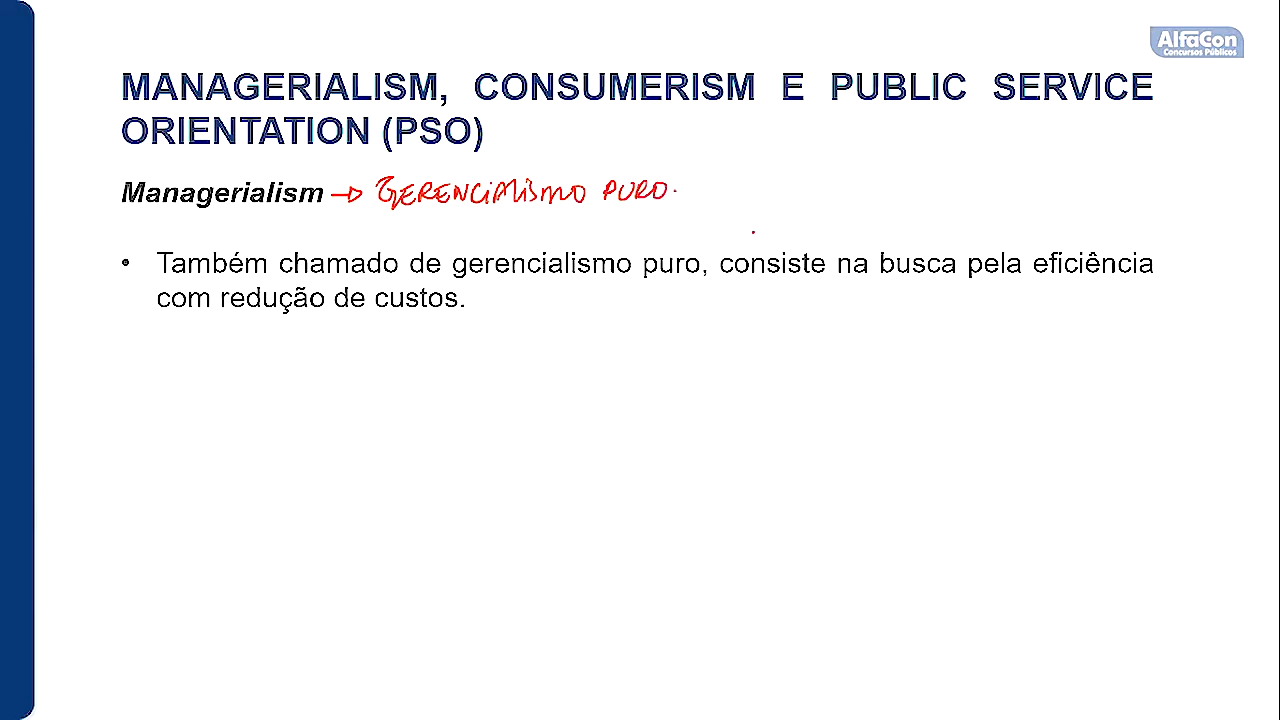 AlfaCon
Concursos Públicos
MANAGERIALISM, CONSUMERISM E PUBLIC SERVICE
ORIENTATION (PSO)
Managerialism → GERENCIALISMO PURO.
• Também chamado de gerencialismo puro, consiste na busca pela eficiência
com redução de custos.